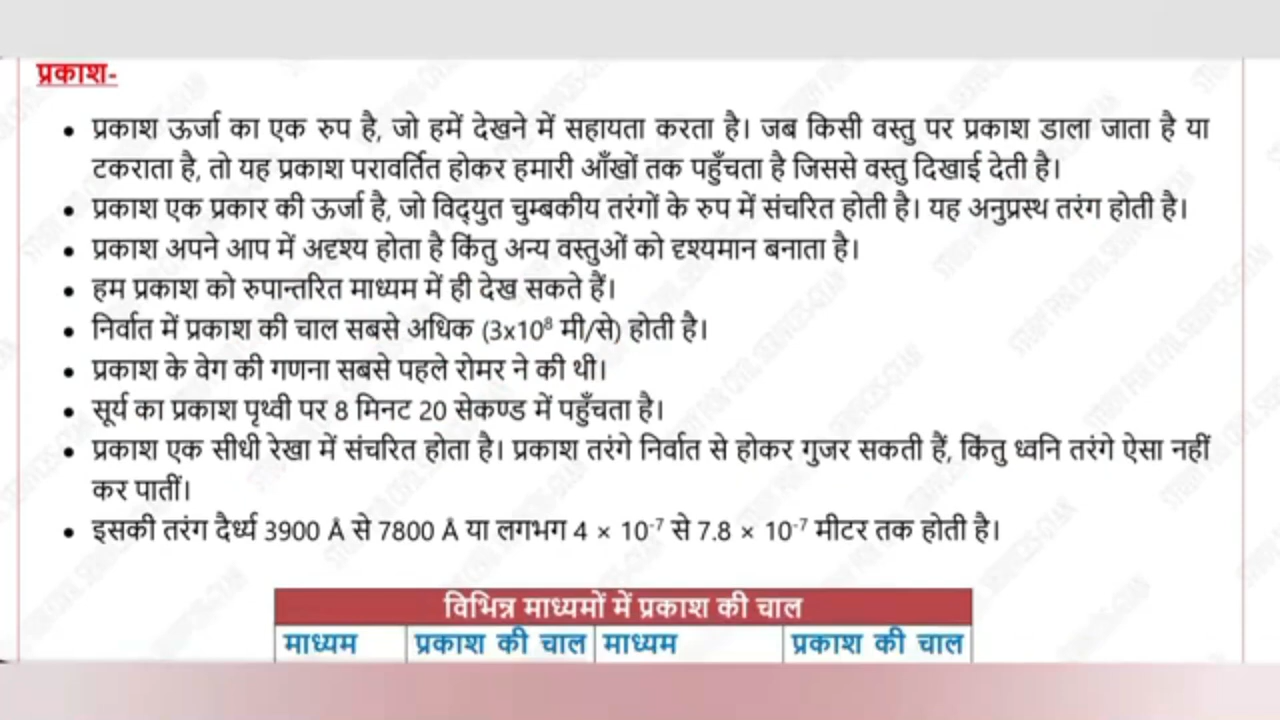 प्रकाश-
• प्रकाश ऊर्जा का एक रुप है, जो हमें देखने में सहायता करता है। जब किसी वस्तु पर प्रकाश डाला जाता है या
टकराता है, तो यह प्रकाश परावर्तित होकर हमारी आँखों तक पहुँचता है जिससे वस्तु दिखाई देती है।
• प्रकाश एक प्रकार की ऊर्जा है, जो विद्युत चुम्बकीय तरंगों के रुप में संचरित होती है। यह अनुप्रस्थ तरंग होती है।
• प्रकाश अपने आप में अदृश्य होता है किंतु अन्य वस्तुओं को दृश्यमान बनाता है।
• हम प्रकाश को रुपान्तरित माध्यम में ही देख सकते हैं।
• निर्वात में प्रकाश की चाल सबसे अधिक (3x10⁸ मी/से) होती है।
• प्रकाश के वेग की गणना सबसे पहले रोमर ने की थी।
• सूर्य का प्रकाश पृथ्वी पर 8 मिनट 20 सेकण्ड में पहुँचता है।
• प्रकाश एक सीधी रेखा में संचरित होता है। प्रकाश तरंगे निर्वात से होकर गुजर सकती हैं, किंतु ध्वनि तरंगे ऐसा नहीं
कर पातीं।
• इसकी तरंग दैर्ध्य 3900 Å से 7800 Å या लगभग 4 × 10⁻⁷ से 7.8 × 10⁻⁷ मीटर तक होती है।
विभिन्न माध्यमों में प्रकाश की चाल
माध्यम प्रकाश की चाल माध्यम प्रकाश की चाल